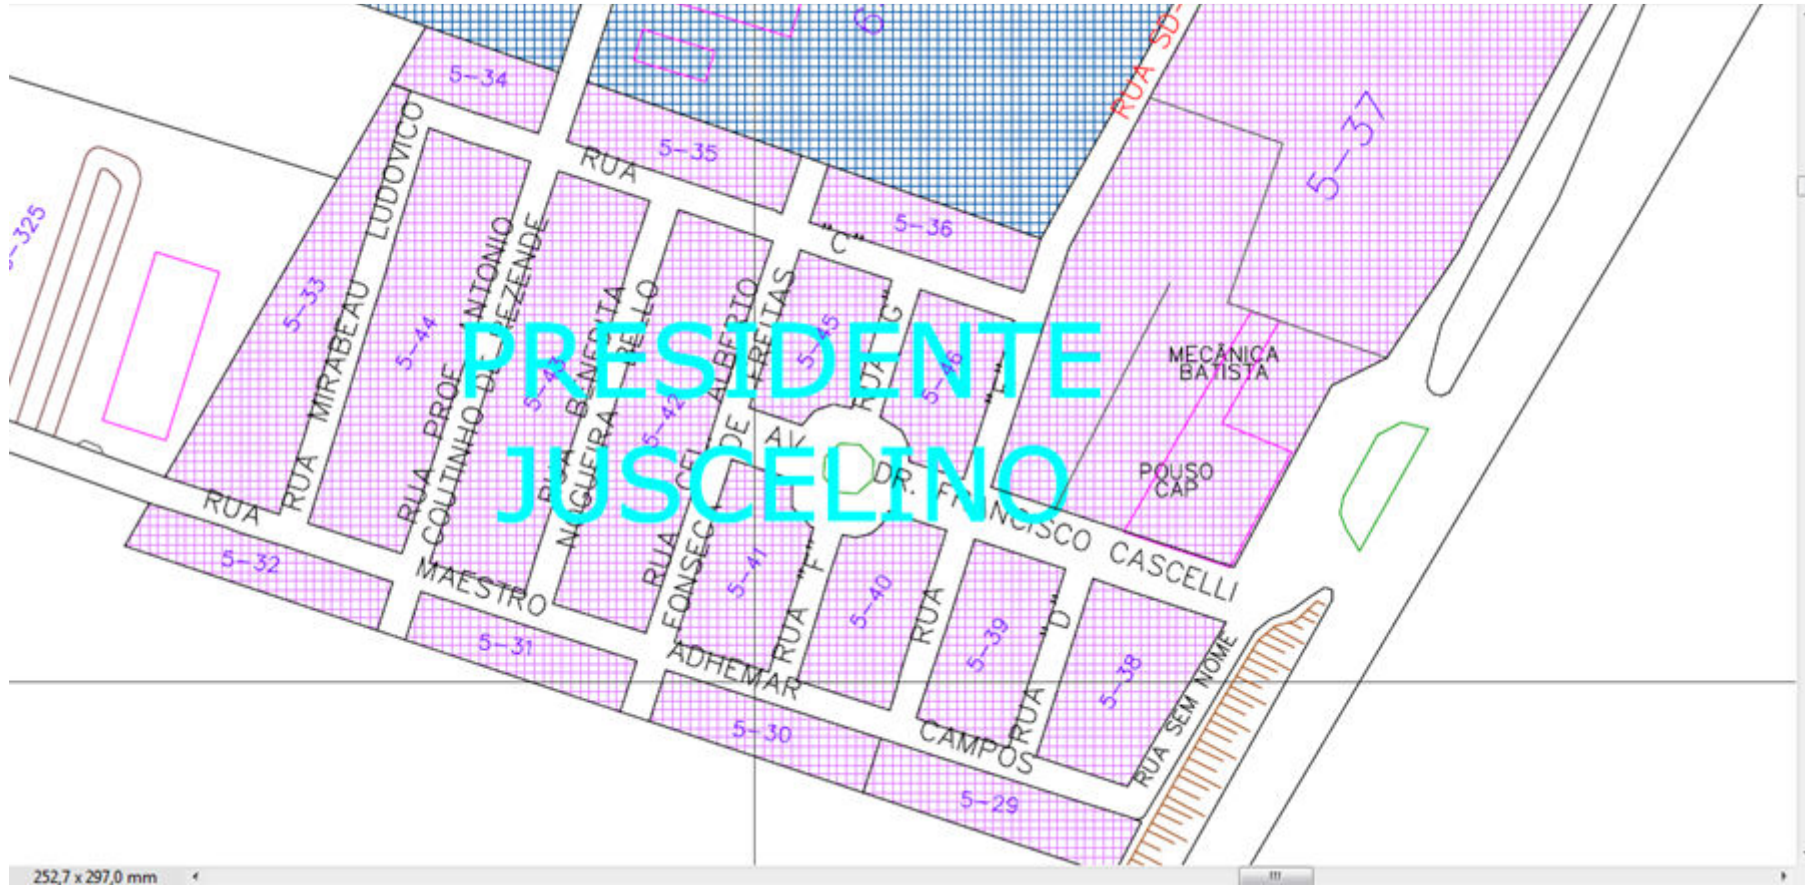 5-34
RUA SD-
5-35
RUA
5-37
5-36
"C"
RUA MIRABEAU LUDOVICO
5-33
5-44
RUA PROF. ANTONIO
COUTINHO DE REZENDE
5-43
RUA BENEDITA
NOGUEIRA BELLO
5-42
RUA CEL. ALBERTO
FONSECA DE FREITAS
5-45
RUA "G"
5-46
"E"
PRESIDENTE
JUSCELINO
MECÂNICA
BATISTA
POUSO
CAP
AV. DR. FRANCISCO CASCELLI
RUA MAESTRO ADHEMAR CAMPOS
5-32
5-31
5-41
RUA "F"
5-40
RUA
5-39
RUA "D"
5-38
RUA SEM NOME
5-30
5-29
252,7 x 297,0 mm